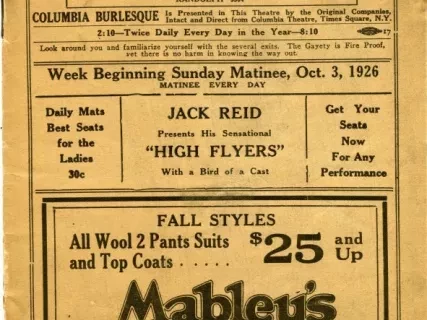 COLUMBIA BURLESQUE Is Presented in This Theatre by the Original Companies,
Intact and Direct from Columbia Theatre, Times Square, N.Y.
2:10—Twice Daily Every Day in the Year—8:10
17
Look around you and familiarize yourself with the several exits. The Gayety is Fire Proof,
yet there is no harm in knowing the way out.
Week Beginning Sunday Matinee, Oct. 3, 1926
MATINEE EVERY DAY
Daily Mats
Best Seats
for the
Ladies
30c
JACK REID
Presents His Sensational
"HIGH FLYERS"
With a Bird of a Cast
Get Your
Seats
Now
For Any
Performance
FALL STYLES
All Wool 2 Pants Suits
and Top Coats . . . . .
$25 and
Up
Mabley's